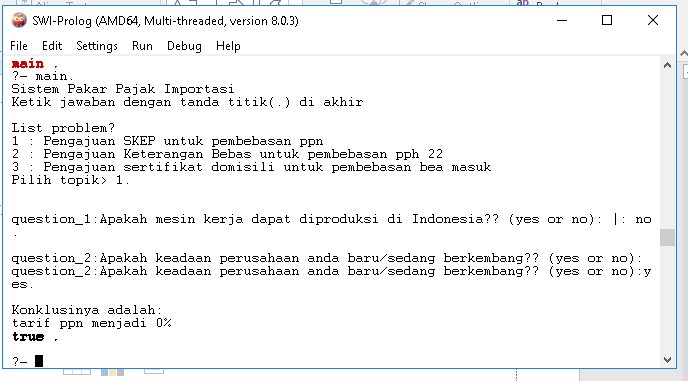 SWI-Prolog (AMD64, Multi-threaded, version 8.0.3)
File Edit Settings Run Debug Help
main .
?- main.
Sistem Pakar Pajak Importasi
Ketik jawaban dengan tanda titik(.) di akhir
List problem?
1 : Pengajuan SKEP untuk pembebasan ppn
2 : Pengajuan Keterangan Bebas untuk pembebasan pph 22
3 : Pengajuan sertifikat domisili untuk pembebasan bea masuk
Pilih topik> 1.
question_1:Apakah mesin kerja dapat diproduksi di Indonesia?? (yes or no): |: no
.
question_2:Apakah keadaan perusahaan anda baru/sedang berkembang?? (yes or no):
question_2:Apakah keadaan perusahaan anda baru/sedang berkembang?? (yes or no):y
es.
Konklusinya adalah:
tarif ppn menjadi 0%
true .
?-